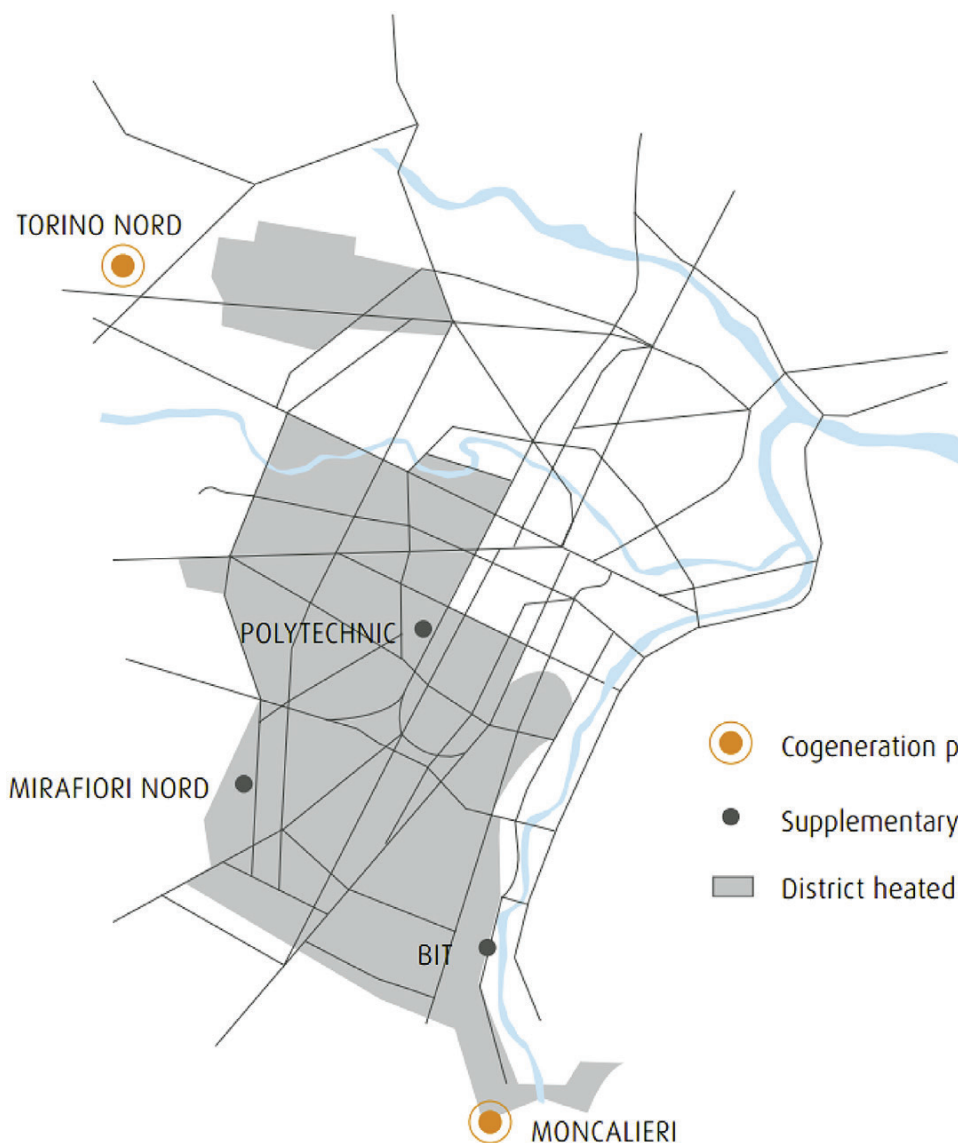 TORINO NORD
POLYTECHNIC
MIRAFIORI NORD
BIT
MONCALIERI
Cogeneration p
Supplementary
District heated